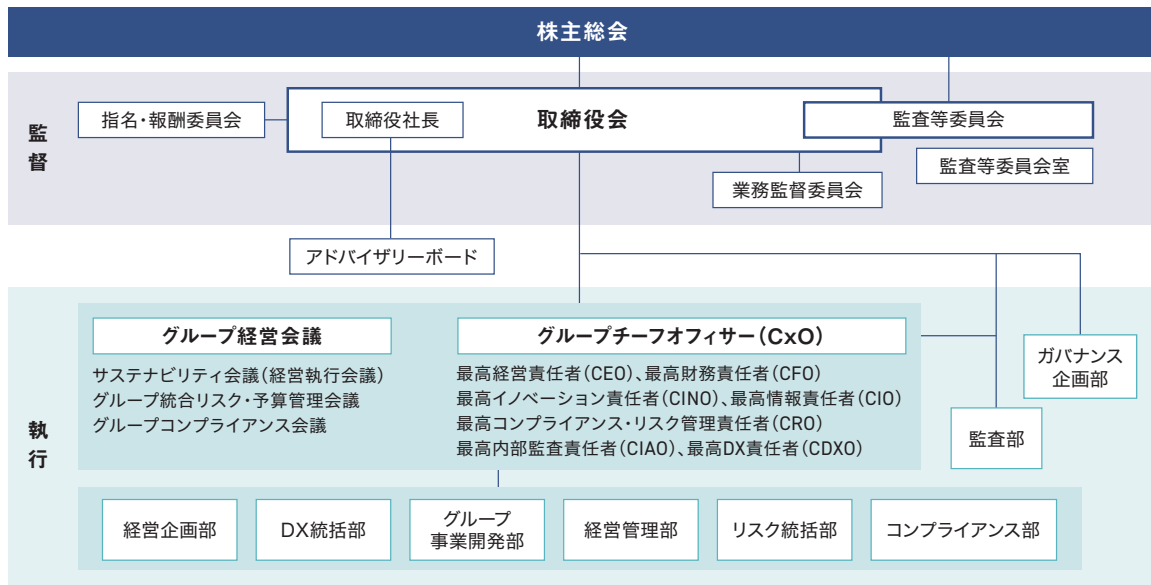 株主総会
監督
指名・報酬委員会
取締役社長
取締役会
監査等委員会
監査等委員会室
業務監督委員会
アドバイザリーボード
執行
グループ経営会議
サステナビリティ会議(経営執行会議)
グループ統合リスク・予算管理会議
グループコンプライアンス会議
グループチーフオフィサー(CxO)
最高経営責任者(CEO)、最高財務責任者(CFO)
最高イノベーション責任者(CINO)、最高情報責任者(CIO)
最高コンプライアンス・リスク管理責任者(CRO)
最高内部監査責任者(CIAO)、最高DX責任者(CDXO)
ガバナンス
企画部
監査部
経営企画部
DX統括部
グループ
事業開発部
経営管理部
リスク統括部
コンプライアンス部